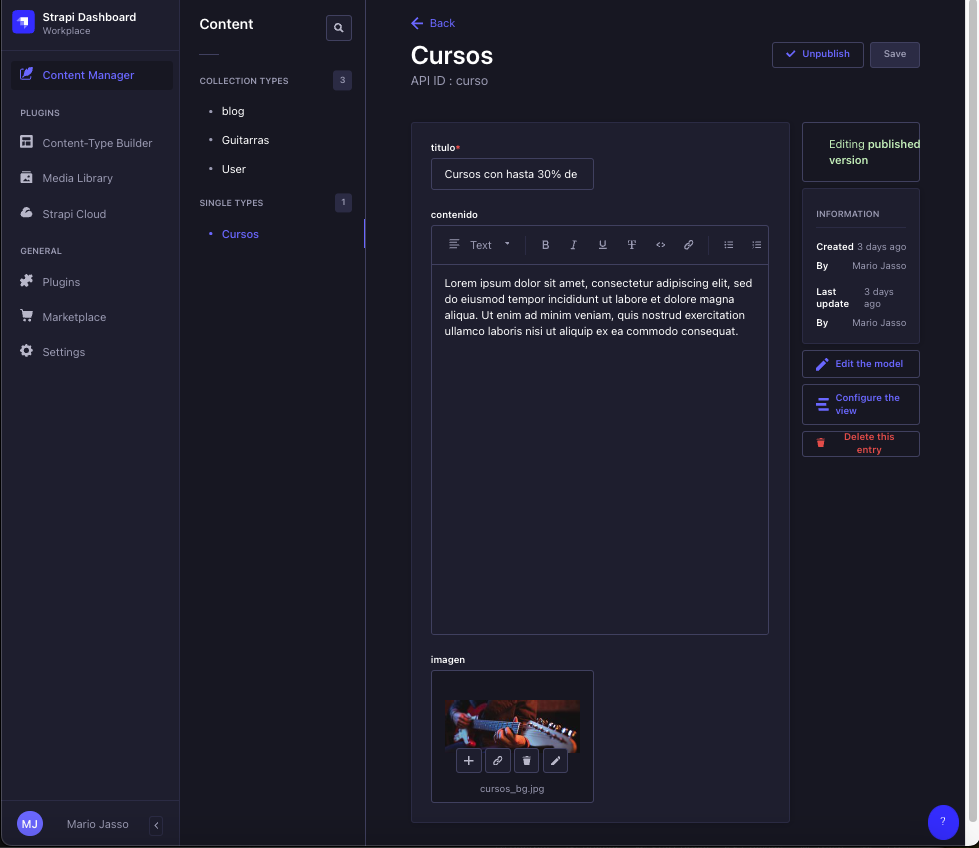 Strapi Dashboard
Workplace
Content Manager
PLUGINS
Content-Type Builder
Media Library
Strapi Cloud
GENERAL
Plugins
Marketplace
Settings
MJ
Mario Jasso
Content
COLLECTION TYPES
3
blog
Guitarras
User
SINGLE TYPES
1
Cursos
Back
Cursos
API ID : curso
Unpublish
Save
titulo*
Cursos con hasta 30% de
contenido
Text
B
I
U
T
Lorem ipsum dolor sit amet, consectetur adipiscing elit, sed
do eiusmod tempor incididunt ut labore et dolore magna
aliqua. Ut enim ad minim veniam, quis nostrud exercitation
ullamco laboris nisi ut aliquip ex ea commodo consequat.
imagen
cursos_bg.jpg
Editing published
version
INFORMATION
Created 3 days ago
By Mario Jasso
Last update 3 days ago
By Mario Jasso
Edit the model
Configure the
view
Delete this
entry
?